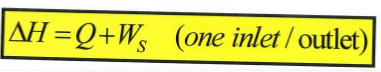 ΔH = Q + W_S (one inlet / outlet)